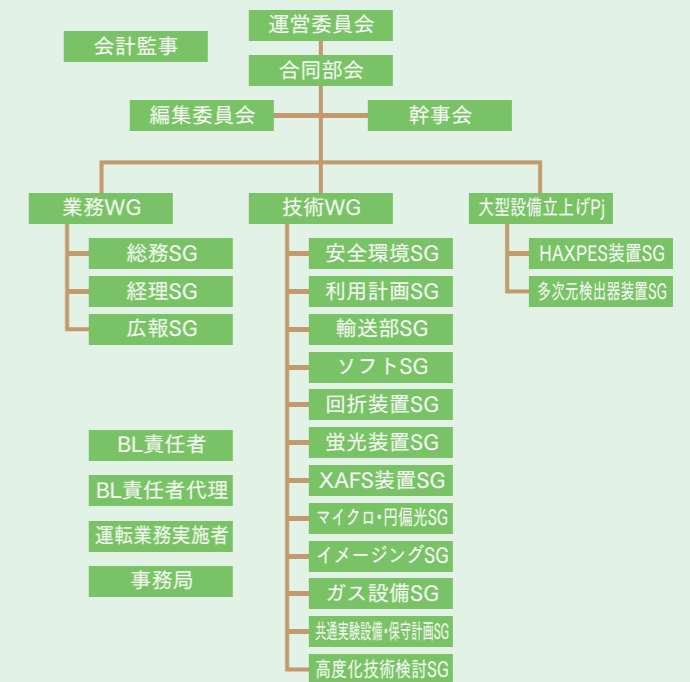 運営委員会
会計監事
合同部会
編集委員会
幹事会
業務WG
技術WG
大型設備立上げPj
総務SG
経理SG
広報SG
安全環境SG
利用計画SG
輸送部SG
ソフトSG
回折装置SG
蛍光装置SG
XAFS装置SG
マイクロ・円偏光SG
イメージングSG
ガス設備SG
共通実験設備・保守計画SG
高度化技術検討SG
HAXPES装置SG
多次元検出器装置SG
BL責任者
BL責任者代理
運転業務実施者
事務局